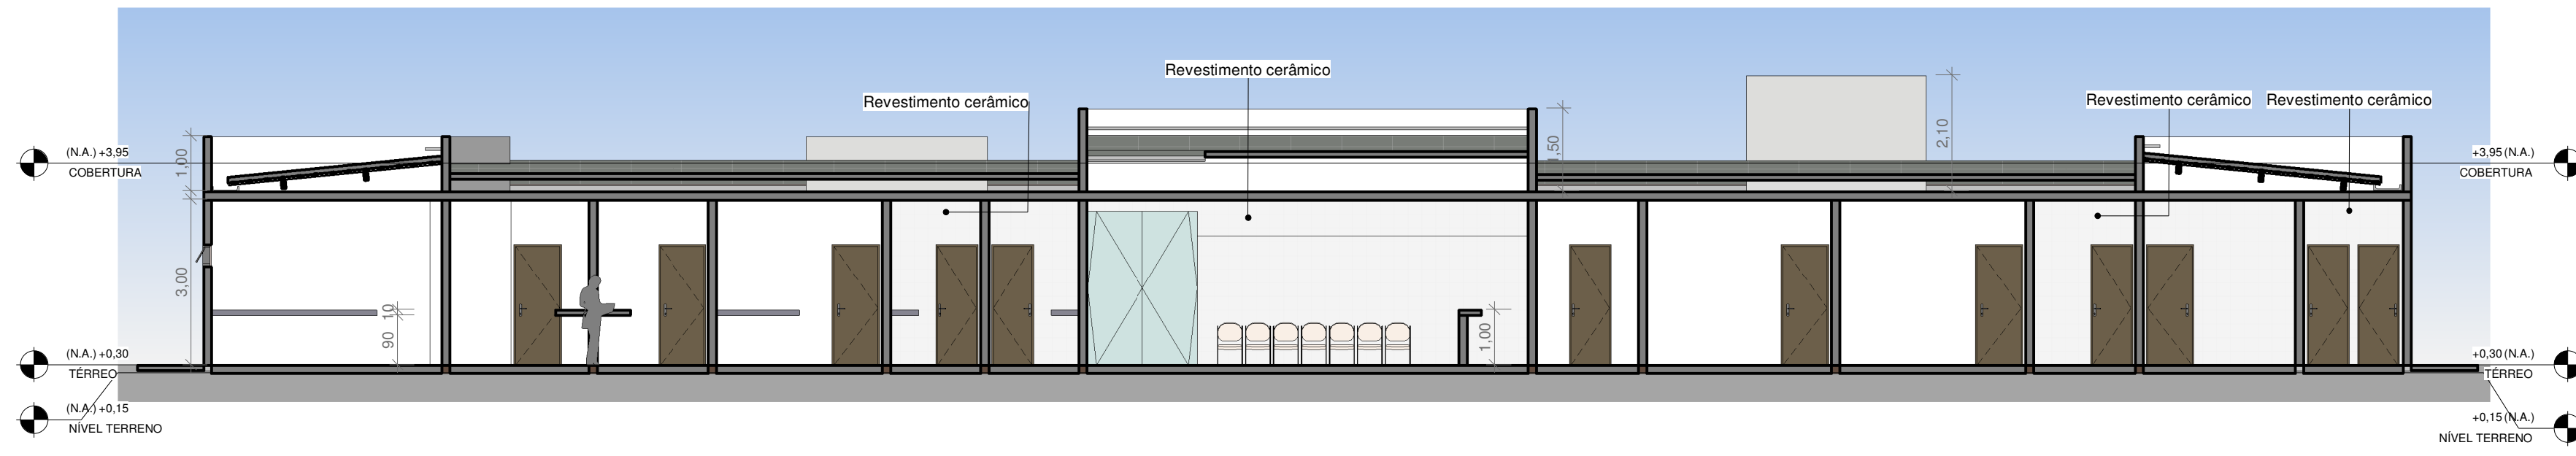 Revestimento cerâmico
Revestimento cerâmico
Revestimento cerâmico
Revestimento cerâmico
2,10
1,50
1,00
(N.A.) +3,95
COBERTURA
+3,95 (N.A.)
COBERTURA
3,00
10
90
1,00
(N.A.) +0,30
TÉRREO
+0,30 (N.A.)
TÉRREO
(N.A.) +0,15
NÍVEL TERRENO
+0,15 (N.A.)
NÍVEL TERRENO